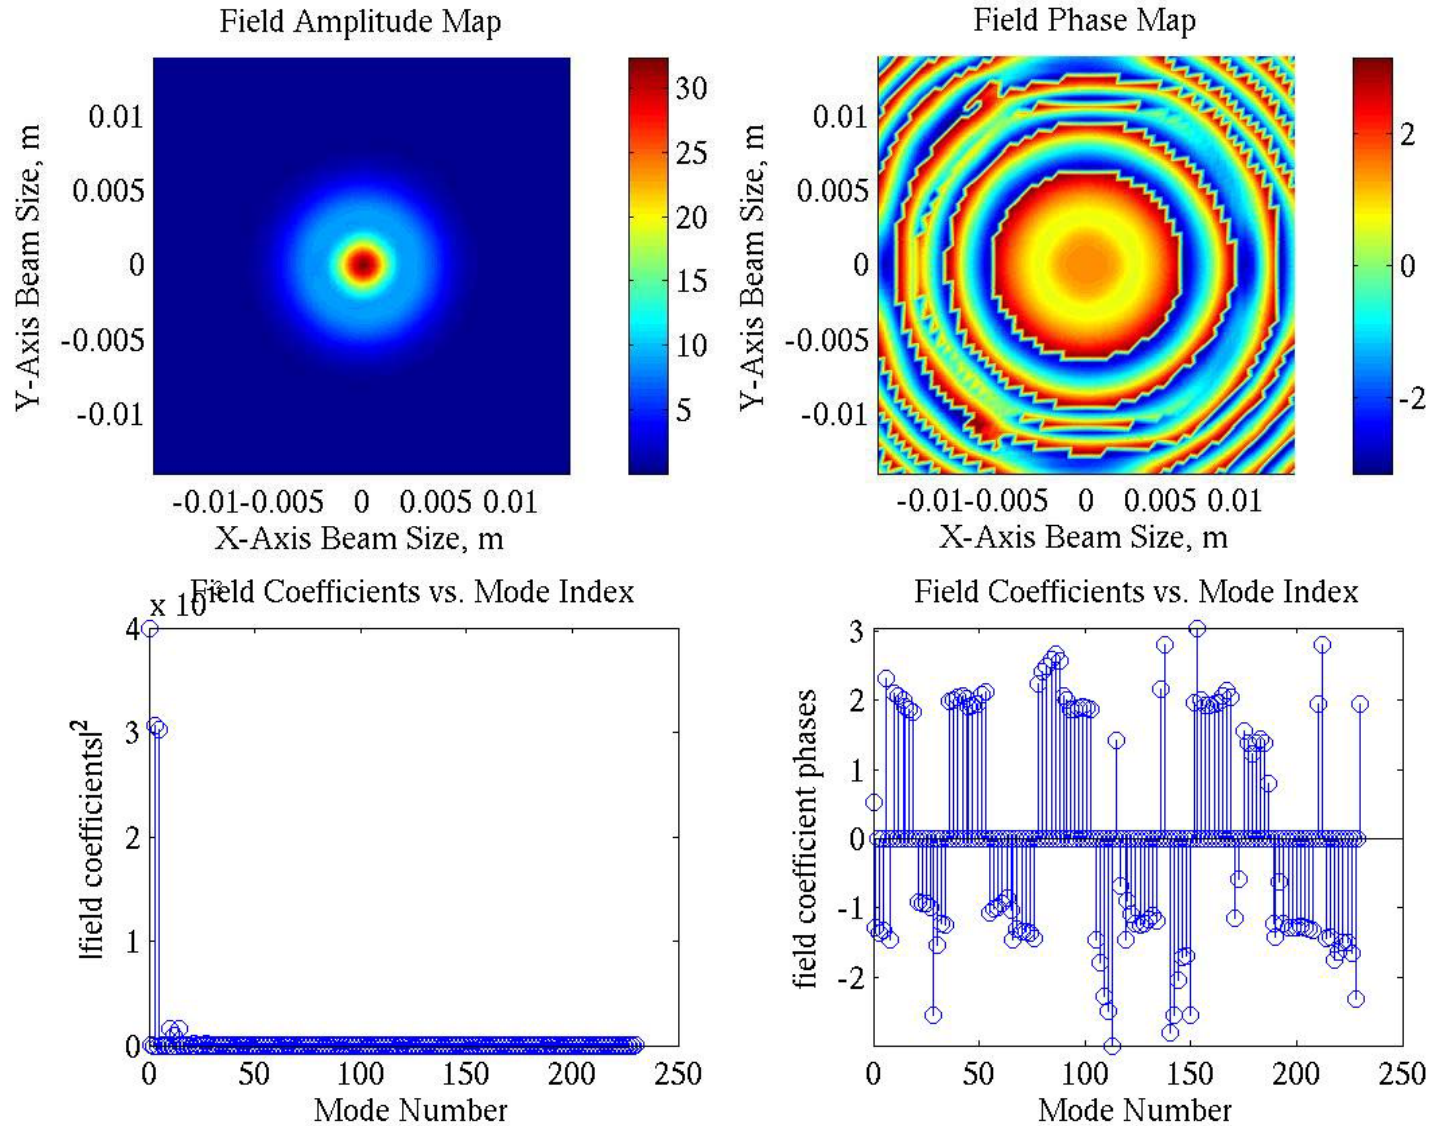 Field Amplitude Map
Field Phase Map
Y-Axis Beam Size, m
0.01
0.005
0
-0.005
-0.01
-0.01 -0.005 0 0.005 0.01
X-Axis Beam Size, m
30
25
20
15
10
5
Y-Axis Beam Size, m
0.01
0.005
0
-0.005
-0.01
-0.01 -0.005 0 0.005 0.01
X-Axis Beam Size, m
2
0
-2
Field Coefficients vs. Mode Index
x 10
|field coefficients|²
4
3
2
1
0
0 50 100 150 200 250
Mode Number
Field Coefficients vs. Mode Index
field coefficient phases
3
2
1
0
-1
-2
0 50 100 150 200 250
Mode Number